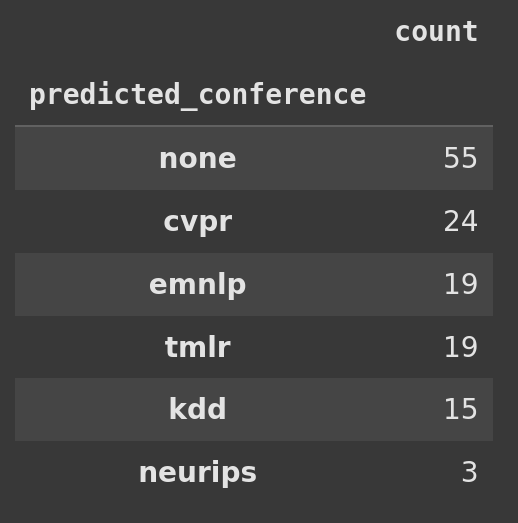 count
predicted_conference
none 55
cvpr 24
emnlp 19
tmlr 19
kdd 15
neurips 3